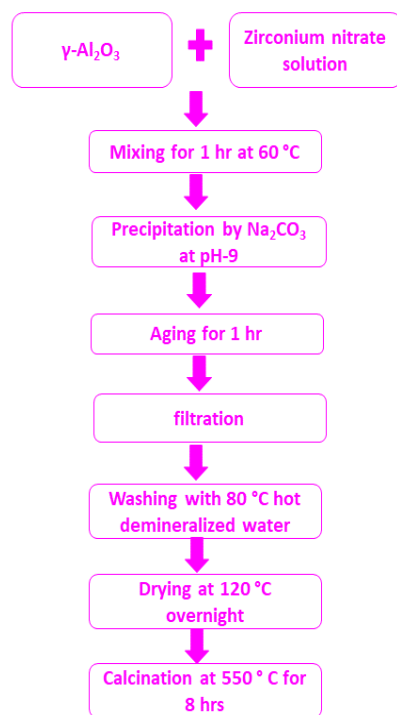 γ-Al₂O₃
Zirconium nitrate
solution
Mixing for 1 hr at 60 °C
Precipitation by Na₂CO₃
at pH-9
Aging for 1 hr
filtration
Washing with 80 °C hot
demineralized water
Drying at 120 °C
overnight
Calcination at 550 ° C for
8 hrs